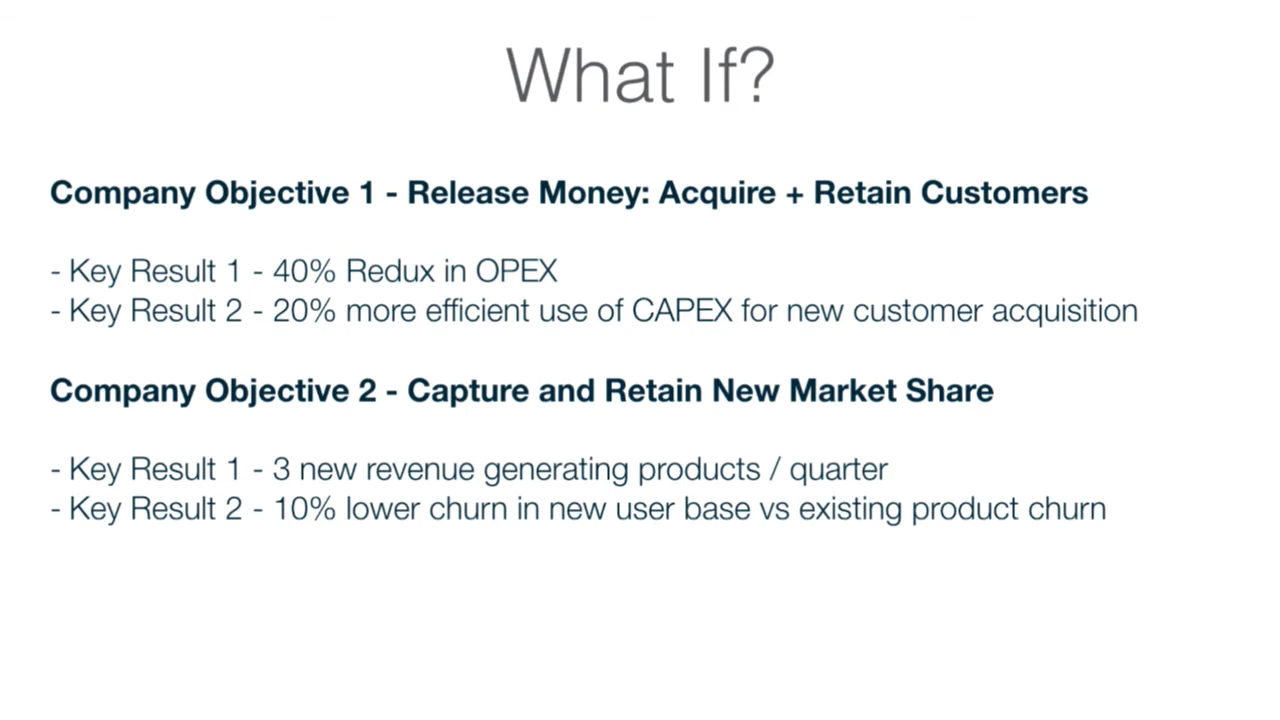 What If?
Company Objective 1 - Release Money: Acquire + Retain Customers
- Key Result 1 - 40% Redux in OPEX
- Key Result 2 - 20% more efficient use of CAPEX for new customer acquisition
Company Objective 2 - Capture and Retain New Market Share
- Key Result 1 - 3 new revenue generating products / quarter
- Key Result 2 - 10% lower churn in new user base vs existing product churn